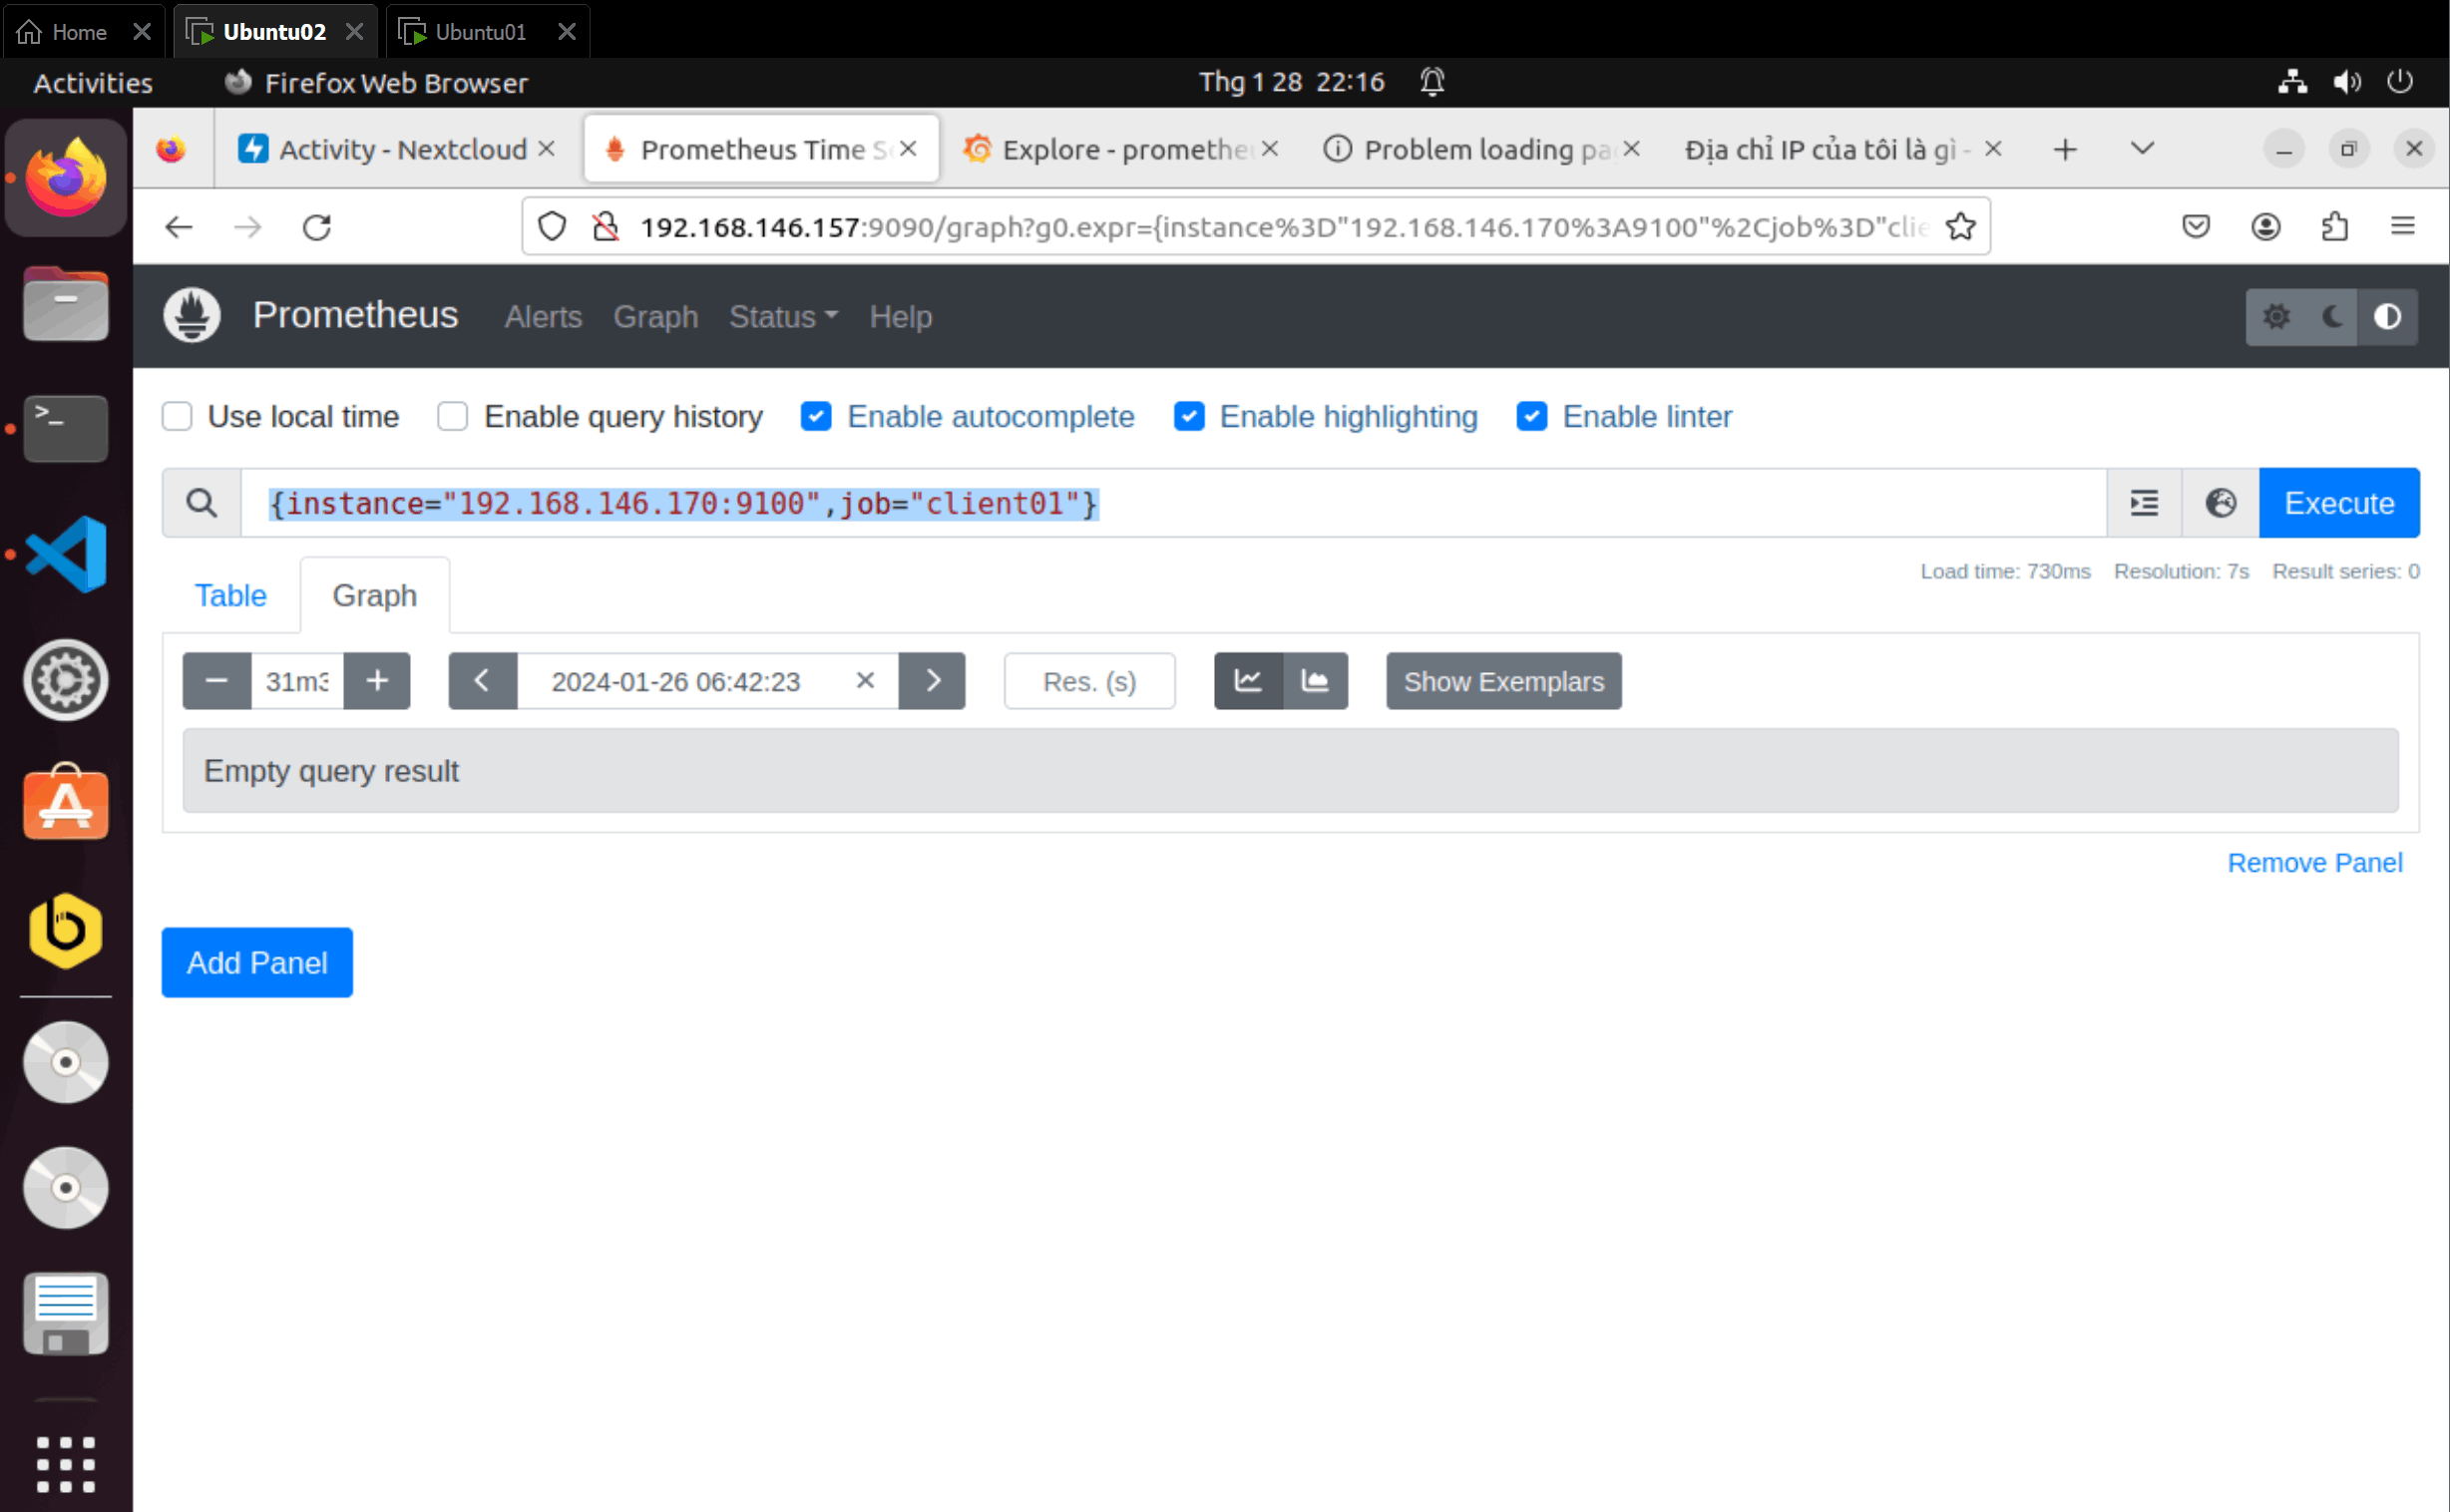 Home
Ubuntu02
Ubuntu01
Activities
Firefox Web Browser
Thg 1 28 22:16
Activity - Nextcloud
Prometheus Time S
Explore - promethe
Problem loading pa
Địa chỉ IP của tôi là gì -
192.168.146.157:9090/graph?g0.expr={instance%3D"192.168.146.170%3A9100"%2Cjob%3D"clie
Prometheus
Alerts
Graph
Status
Help
Use local time
Enable query history
Enable autocomplete
Enable highlighting
Enable linter
{instance="192.168.146.170:9100",job="client01"}
Execute
Load time: 730ms
Resolution: 7s
Result series: 0
Table
Graph
31m3
2024-01-26 06:42:23
Res. (s)
Show Exemplars
Empty query result
Remove Panel
Add Panel